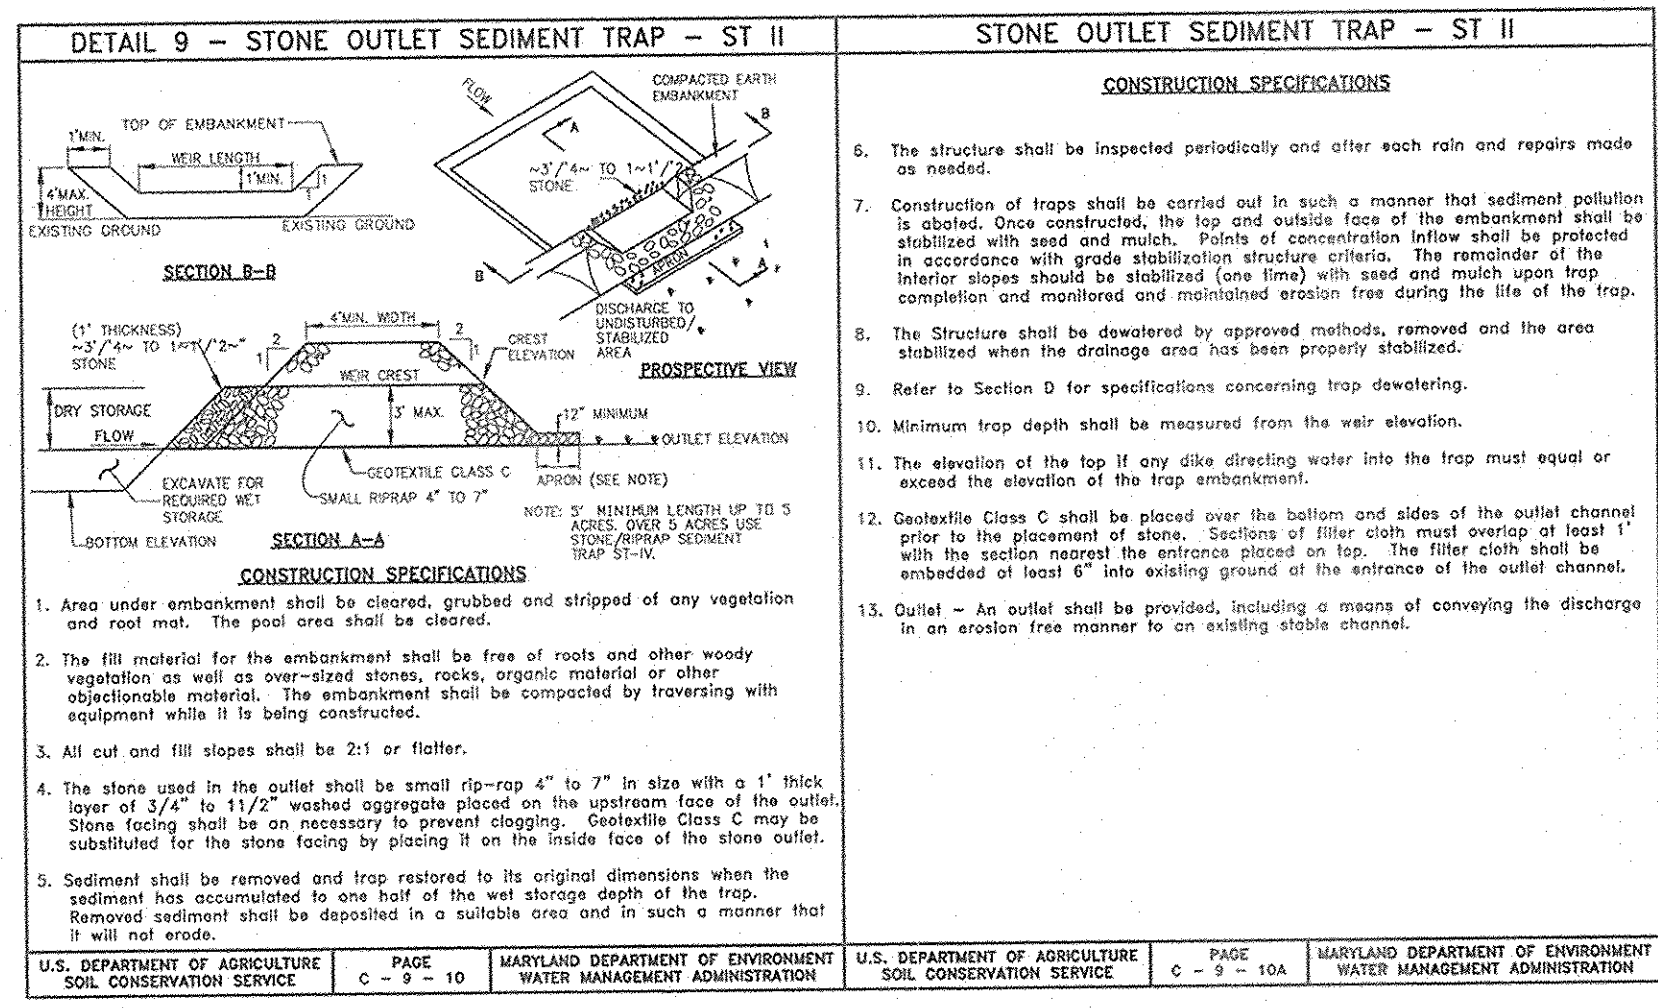 DETAIL 9 – STONE OUTLET SEDIMENT TRAP – ST II
FLOW
COMPACTED EARTH
EMBANKMENT
B
A
1'MIN.
TOP OF EMBANKMENT
WEIR LENGTH
1'MIN.
1
1
4'MAX.
HEIGHT
EXISTING GROUND
EXISTING GROUND
SECTION B-B
~3'/'4~ TO 1~1'/'2
STONE
APRON
A
B
DISCHARGE TO
UNDISTURBED/
STABILIZED
AREA
PROSPECTIVE VIEW
(1' THICKNESS)
~3'/'4~ TO 1~1'/'2~"
STONE
4'MIN. WIDTH
2
1
2
1
CREST
ELEVATION
WEIR CREST
DRY STORAGE
3' MAX.
FLOW
12" MINIMUM
OUTLET ELEVATION
GEOTEXTILE CLASS C
APRON (SEE NOTE)
EXCAVATE FOR
REQUIRED WET
STORAGE
SMALL RIPRAP 4" TO 7"
BOTTOM ELEVATION
SECTION A-A
NOTE: 5' MINIMUM LENGTH UP TO 5
ACRES. OVER 5 ACRES USE
STONE/RIPRAP SEDIMENT
TRAP ST-IV.
CONSTRUCTION SPECIFICATIONS
1. Area under embankment shall be cleared, grubbed and stripped of any vegetation
and root mat. The pool area shall be cleared.
2. The fill material for the embankment shall be free of roots and other woody
vegetation as well as over-sized stones, rocks, organic material or other
objectionable material. The embankment shall be compacted by traversing with
equipment while it is being constructed.
3. All cut and fill slopes shall be 2:1 or flatter.
4. The stone used in the outlet shall be small rip-rap 4" to 7" in size with a 1' thick
layer of 3/4" to 11/2" washed aggregate placed on the upstream face of the outlet.
Stone facing shall be an necessary to prevent clogging. Geotextile Class C may be
substituted for the stone facing by placing it on the inside face of the stone outlet.
5. Sediment shall be removed and trap restored to its original dimensions when the
sediment has accumulated to one half of the wet storage depth of the trap.
Removed sediment shall be deposited in a suitable area and in such a manner that
it will not erode.
U.S. DEPARTMENT OF AGRICULTURE
SOIL CONSERVATION SERVICE
PAGE
C – 9 – 10
MARYLAND DEPARTMENT OF ENVIRONMENT
WATER MANAGEMENT ADMINISTRATION
STONE OUTLET SEDIMENT TRAP – ST II
CONSTRUCTION SPECIFICATIONS
6. The structure shall be inspected periodically and after each rain and repairs made
as needed.
7. Construction of traps shall be carried out in such a manner that sediment pollution
is abated. Once constructed, the top and outside face of the embankment shall be
stabilized with seed and mulch. Points of concentration inflow shall be protected
in accordance with grade stabilization structure criteria. The remainder of the
interior slopes should be stabilized (one time) with seed and mulch upon trap
completion and monitored and maintained erosion free during the life of the trap.
8. The Structure shall be dewatered by approved methods, removed and the area
stabilized when the drainage area has been properly stabilized.
9. Refer to Section D for specifications concerning trap dewatering.
10. Minimum trap depth shall be measured from the weir elevation.
11. The elevation of the top if any dike directing water into the trap must equal or
exceed the elevation of the trap embankment.
12. Geotextile Class C shall be placed over the bottom and sides of the outlet channel
prior to the placement of stone. Sections of filter cloth must overlap at least 1'
with the section nearest the entrance placed on top. The filter cloth shall be
embedded at least 6" into existing ground at the entrance of the outlet channel.
13. Outlet – An outlet shall be provided, including a means of conveying the discharge
in an erosion free manner to an existing stable channel.
U.S. DEPARTMENT OF AGRICULTURE
SOIL CONSERVATION SERVICE
PAGE
C – 9 – 10A
MARYLAND DEPARTMENT OF ENVIRONMENT
WATER MANAGEMENT ADMINISTRATION